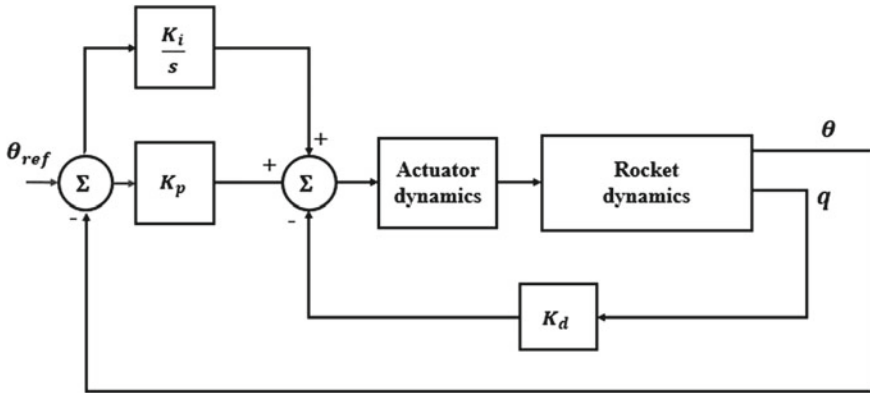 K_i
s
θ_ref
Σ
-
K_p
+
+
Σ
-
Actuator
dynamics
Rocket
dynamics
θ
q
K_d